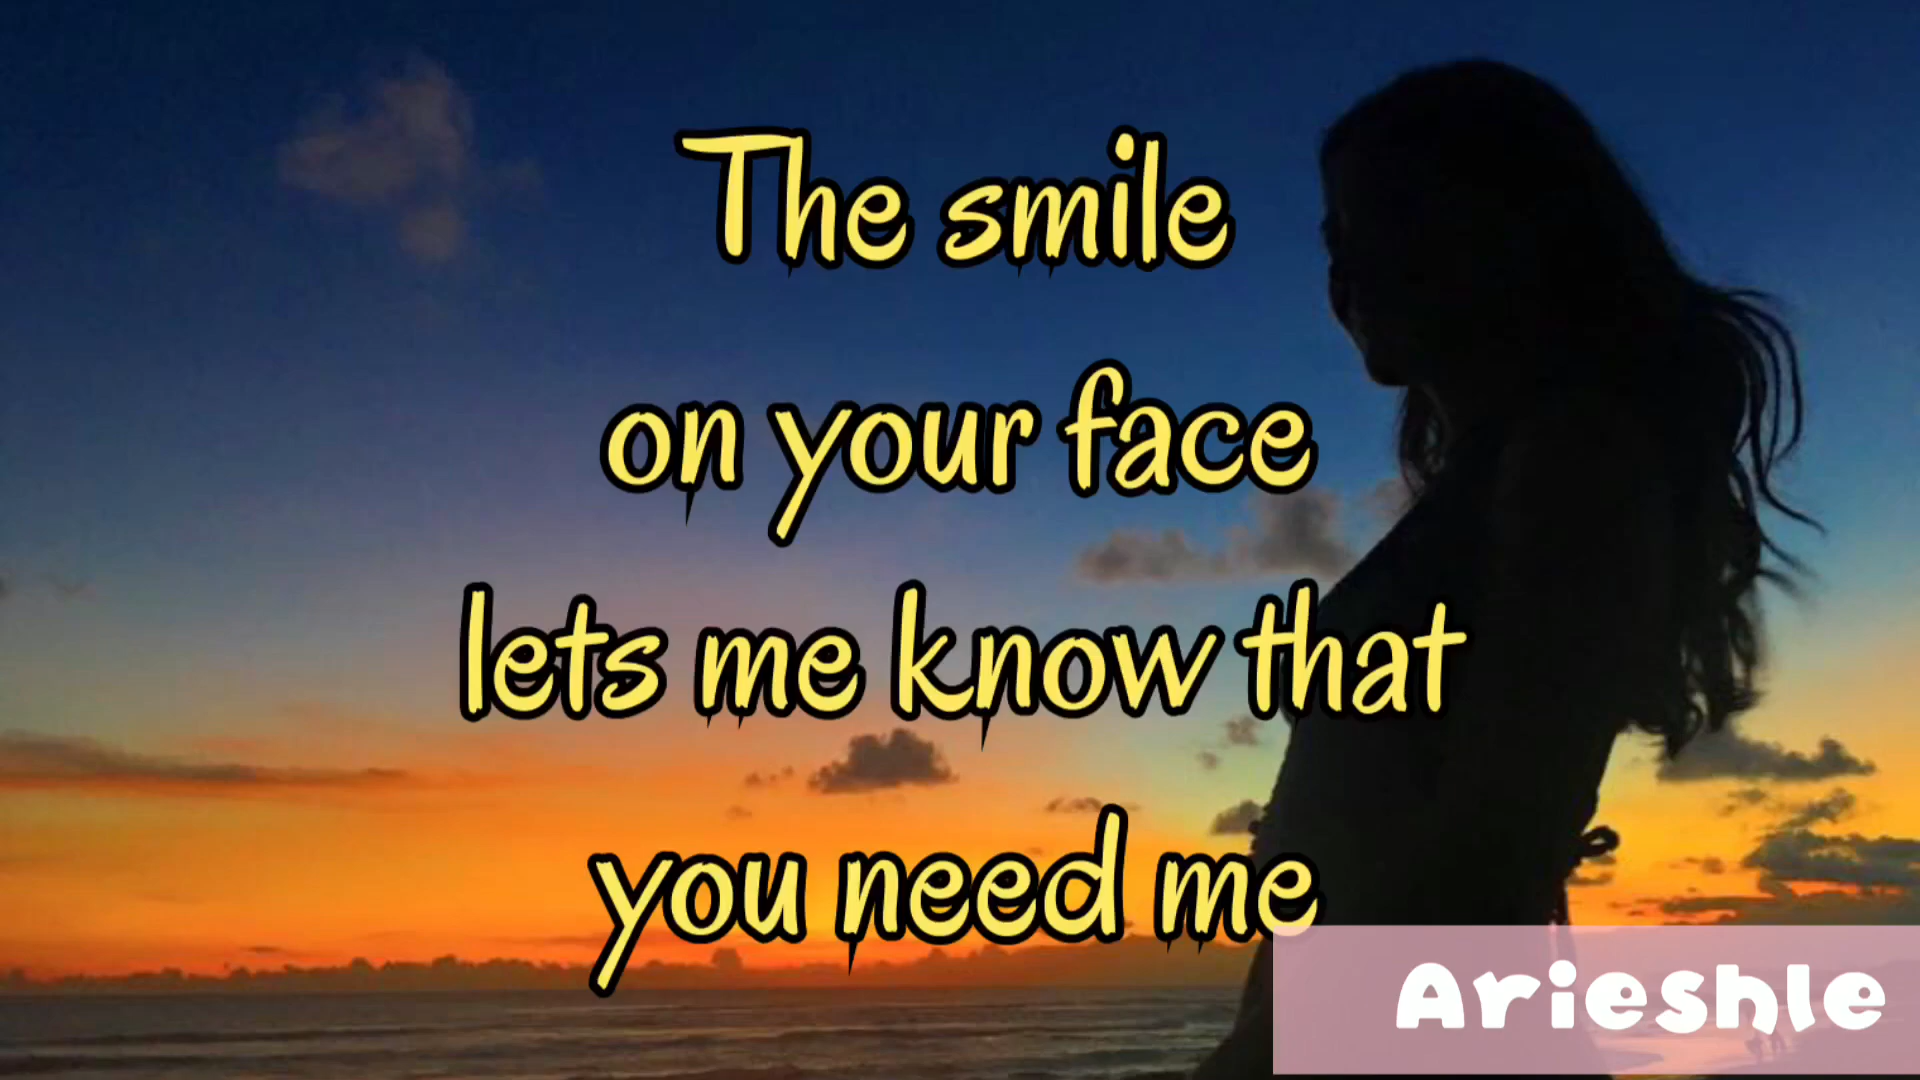 The smile
on your face
lets me know that
you need me
Arieshle